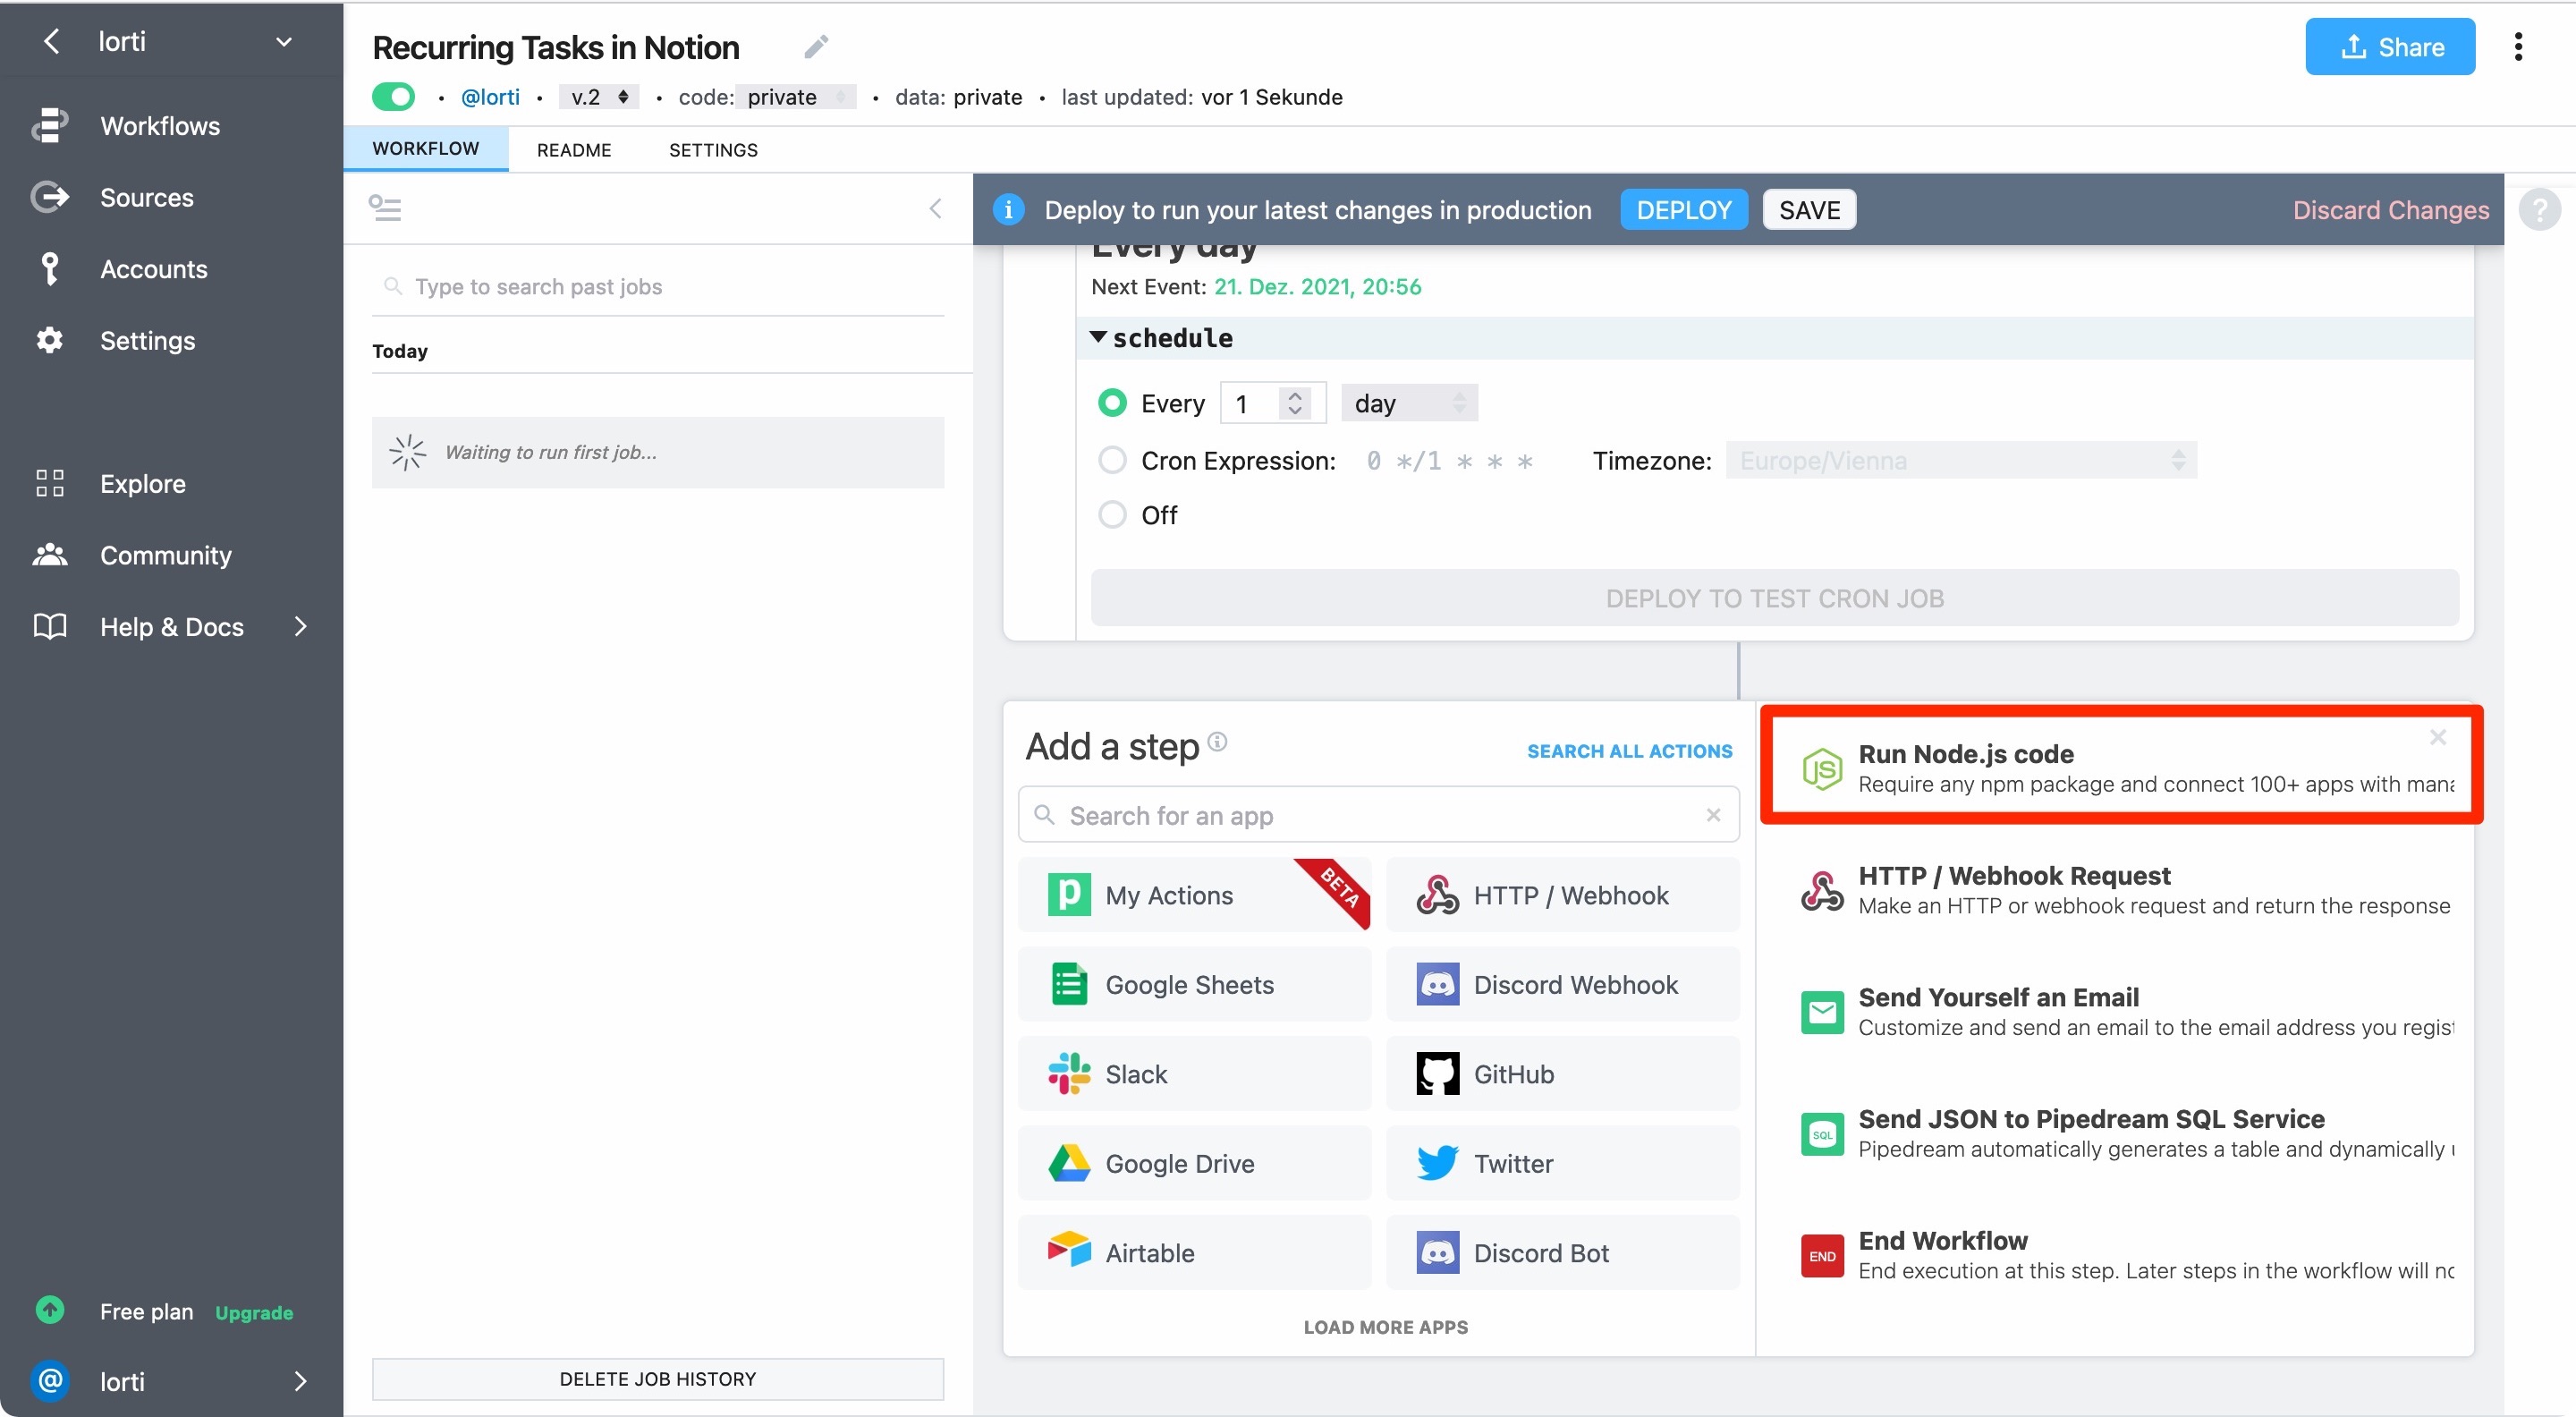 lorti
Workflows
Sources
Accounts
Settings
Explore
Community
Help & Docs
Free plan Upgrade
@ lorti
Recurring Tasks in Notion
Share
• @lorti • v.2 • code: private • data: private • last updated: vor 1 Sekunde
WORKFLOW README SETTINGS
Type to search past jobs
Today
Waiting to run first job...
DELETE JOB HISTORY
i Deploy to run your latest changes in production DEPLOY SAVE Discard Changes ?
Every day
Next Event: 21. Dez. 2021, 20:56
schedule
Every 1 day
Cron Expression: 0 */1 * * * Timezone: Europe/Vienna
Off
DEPLOY TO TEST CRON JOB
Add a step
SEARCH ALL ACTIONS
Search for an app
My Actions BETA
HTTP / Webhook
Google Sheets
Discord Webhook
Slack
GitHub
Google Drive
Twitter
Airtable
Discord Bot
LOAD MORE APPS
JS Run Node.js code
Require any npm package and connect 100+ apps with mana
HTTP / Webhook Request
Make an HTTP or webhook request and return the response
Send Yourself an Email
Customize and send an email to the email address you regist
SQL Send JSON to Pipedream SQL Service
Pipedream automatically generates a table and dynamically
END End Workflow
End execution at this step. Later steps in the workflow will no